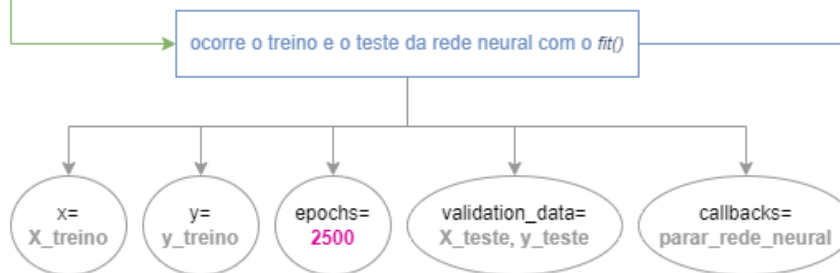 ocorre o treino e o teste da rede neural com o fit()
x=
X_treino
y=
y_treino
epochs=
2500
validation_data=
X_teste, y_teste
callbacks=
parar_rede_neural